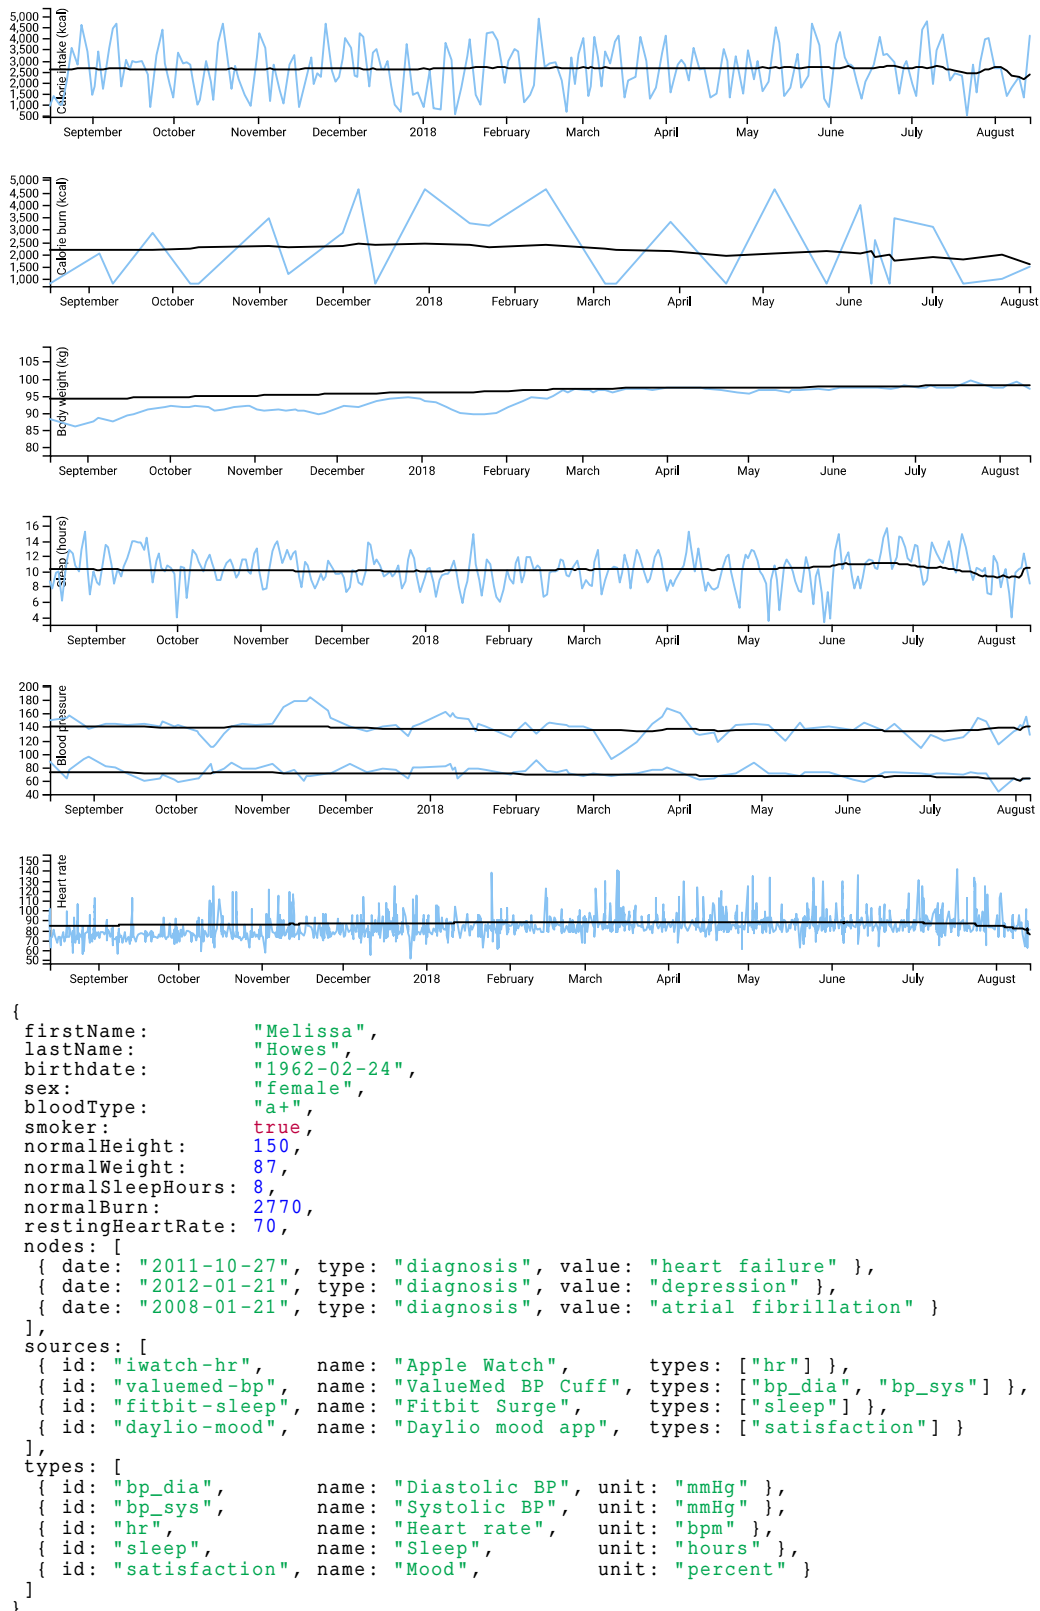 Calorie intake (kcal)
5,000
4,500
4,000
3,500
3,000
2,500
2,000
1,500
1,000
500
September October November December 2018 February March April May June July August
Calorie burn (kcal)
5,000
4,500
4,000
3,500
3,000
2,500
2,000
1,500
1,000
September October November December 2018 February March April May June July August
Body weight (kg)
105
100
95
90
85
80
September October November December 2018 February March April May June July August
Sleep (hours)
16
14
12
10
8
6
4
September October November December 2018 February March April May June July August
Blood pressure
200
180
160
140
120
100
80
60
40
September October November December 2018 February March April May June July August
Heart rate
150
140
130
120
110
100
90
80
70
60
50
September October November December 2018 February March April May June July August
{
firstName: "Melissa",
lastName: "Howes",
birthdate: "1962-02-24",
sex: "female",
bloodType: "a+",
smoker: true,
normalHeight: 150,
normalWeight: 87,
normalSleepHours: 8,
normalBurn: 2770,
restingHeartRate: 70,
nodes: [
{ date: "2011-10-27", type: "diagnosis", value: "heart failure" },
{ date: "2012-01-21", type: "diagnosis", value: "depression" },
{ date: "2008-01-21", type: "diagnosis", value: "atrial fibrillation" }
],
sources: [
{ id: "iwatch-hr", name: "Apple Watch", types: ["hr"] },
{ id: "valuemed-bp", name: "ValueMed BP Cuff", types: ["bp_dia", "bp_sys"] },
{ id: "fitbit-sleep", name: "Fitbit Surge", types: ["sleep"] },
{ id: "daylio-mood", name: "Daylio mood app", types: ["satisfaction"] }
],
types: [
{ id: "bp_dia", name: "Diastolic BP", unit: "mmHg" },
{ id: "bp_sys", name: "Systolic BP", unit: "mmHg" },
{ id: "hr", name: "Heart rate", unit: "bpm" },
{ id: "sleep", name: "Sleep", unit: "hours" },
{ id: "satisfaction", name: "Mood", unit: "percent" }
]
}